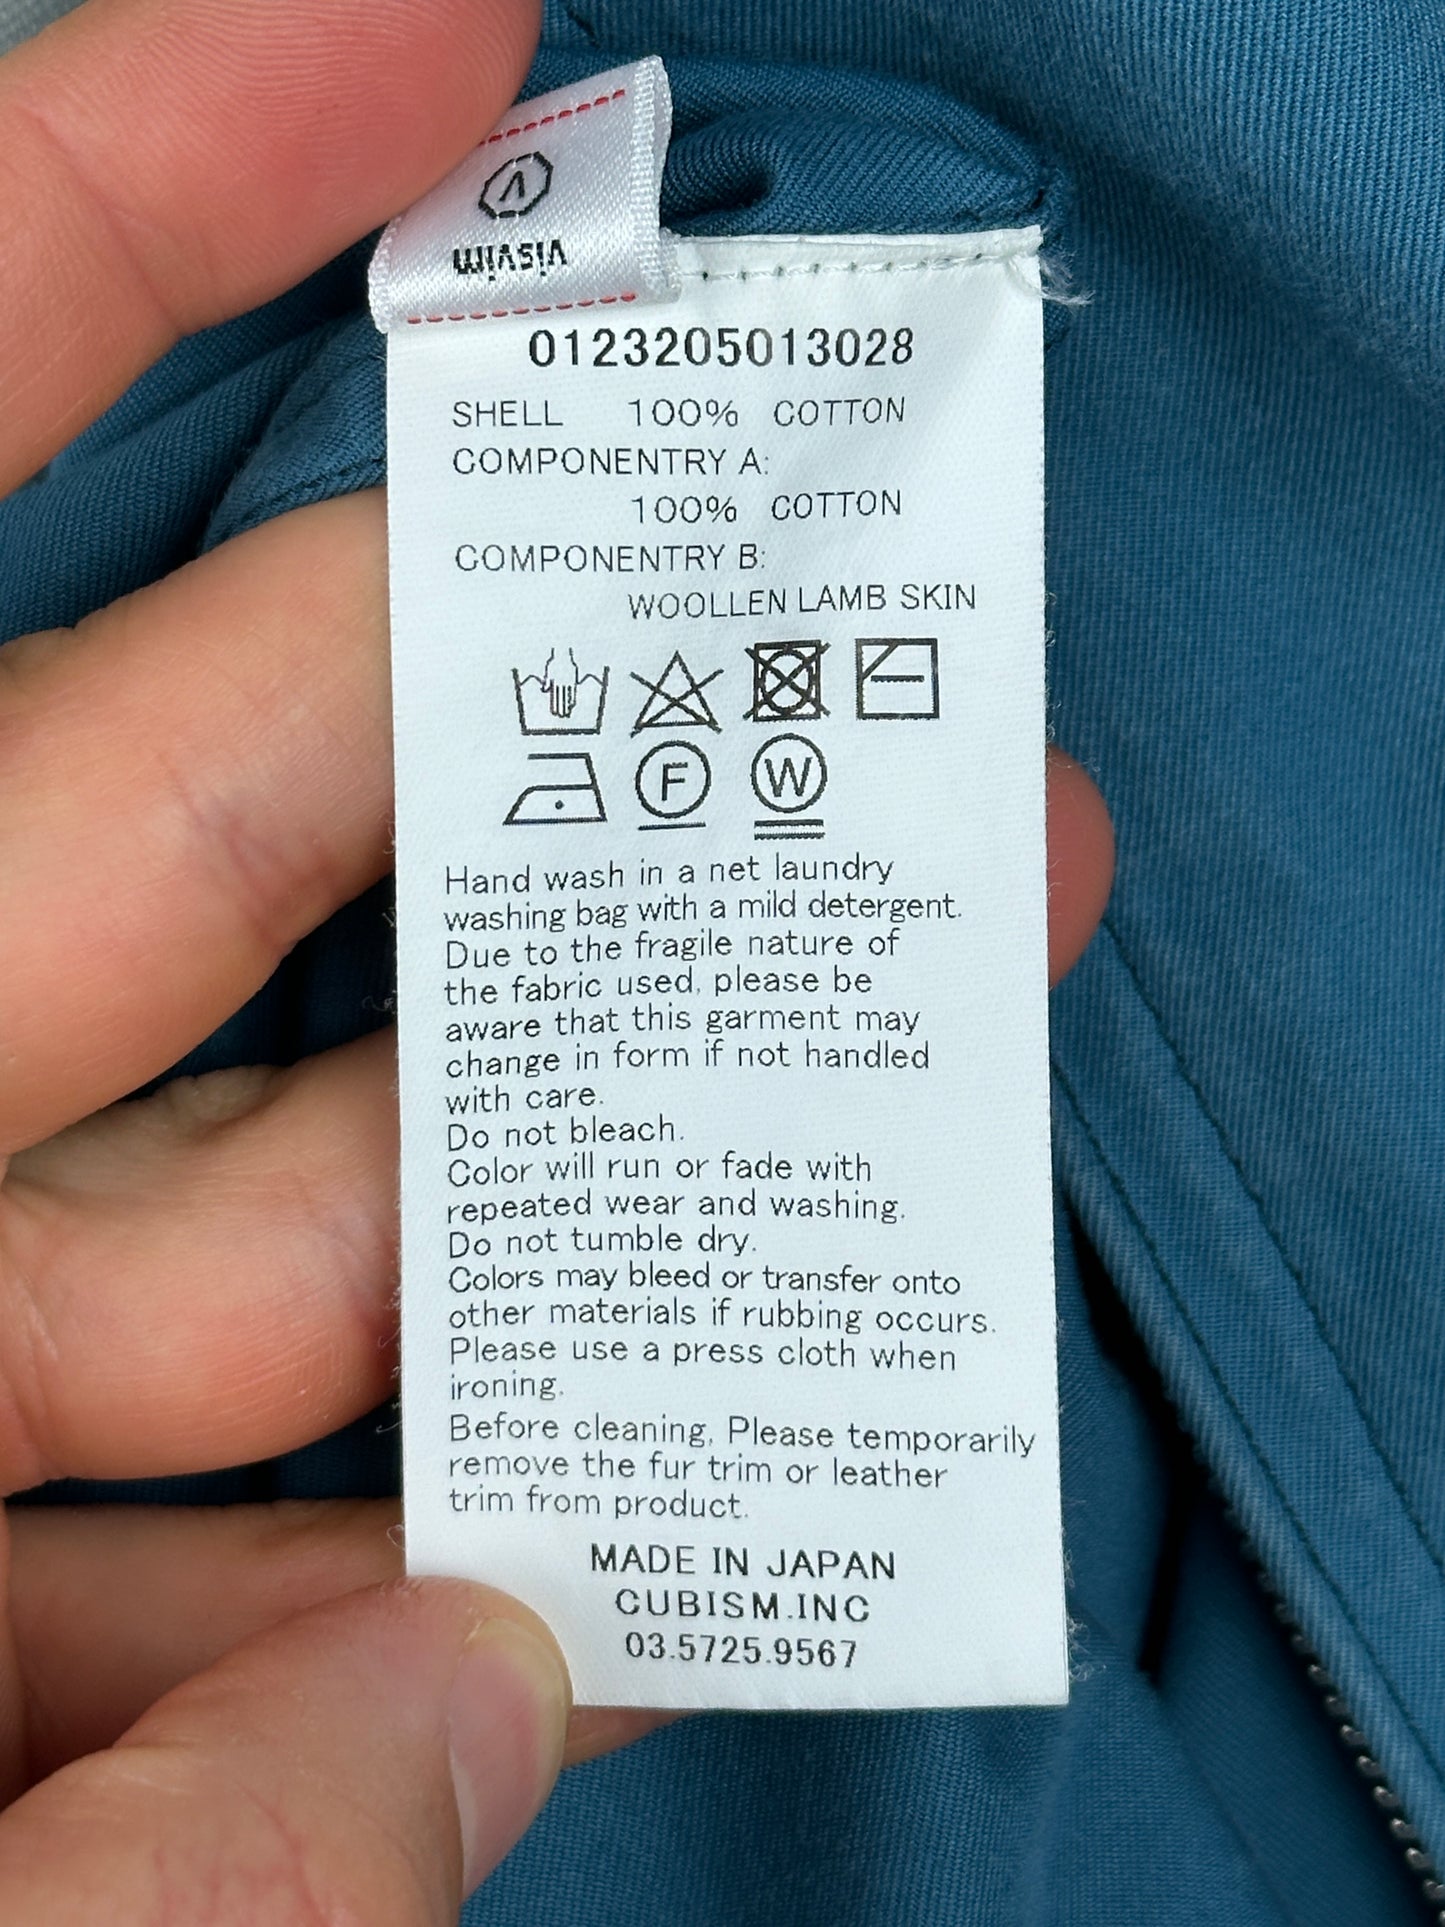 visvim
0123205013028
SHELL 100% COTTON
COMPONENTRY A:
100% COTTON
COMPONENTRY B:
WOOLLEN LAMB SKIN
F W
Hand wash in a net laundry
washing bag with a mild detergent.
Due to the fragile nature of
the fabric used, please be
aware that this garment may
change in form if not handled
with care.
Do not bleach.
Color will run or fade with
repeated wear and washing.
Do not tumble dry.
Colors may bleed or transfer onto
other materials if rubbing occurs.
Please use a press cloth when
ironing.
Before cleaning, Please temporarily
remove the fur trim or leather
trim from product.
MADE IN JAPAN
CUBISM.INC
03.5725.9567